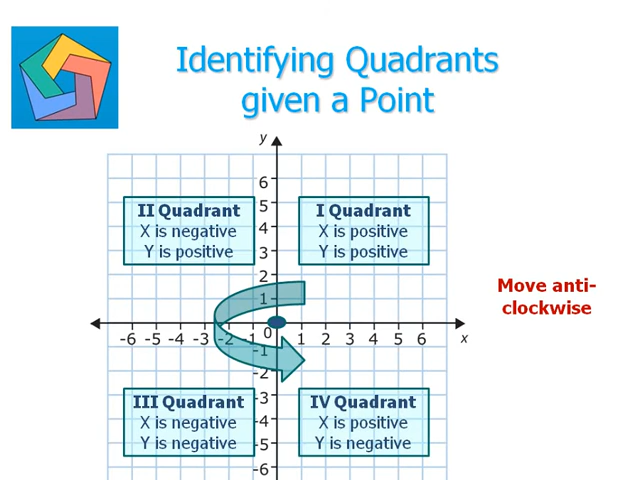 Identifying Quadrants
given a Point
y
6
5
4
3
2
1
II Quadrant
X is negative
Y is positive
I Quadrant
X is positive
Y is positive
Move anti-
clockwise
-6 -5 -4 -3 -2 -1 0 1 2 3 4 5 6
x
-1
-2
-3
-4
-5
-6
III Quadrant
X is negative
Y is negative
IV Quadrant
X is positive
Y is negative